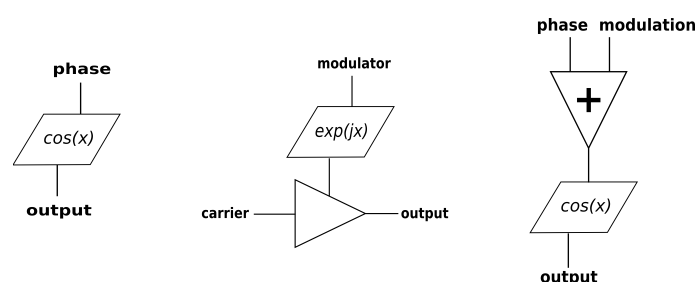 phase
cos(x)
output
modulator
exp(jx)
carrier
output
phase modulation
+
cos(x)
output